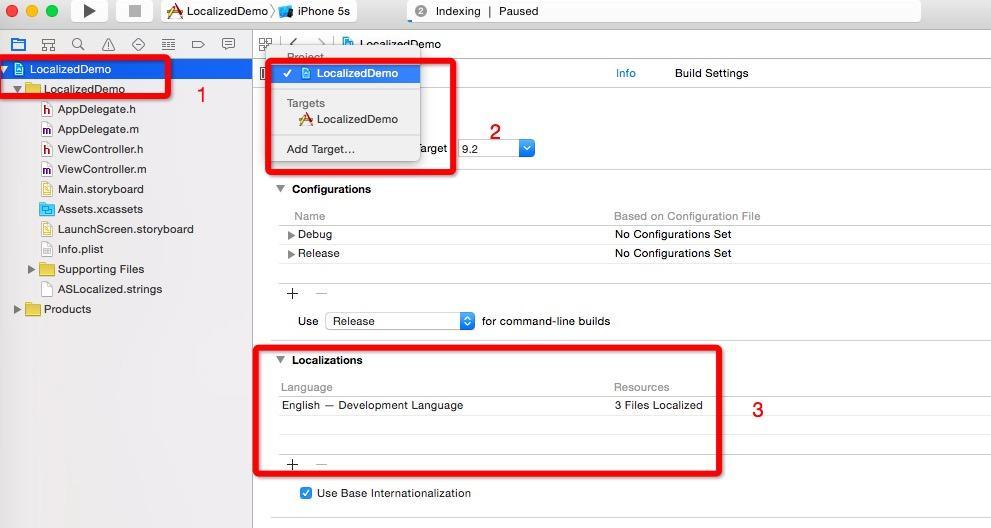 LocalizedDemo iPhone 5s
2 Indexing | Paused
LocalizedDemo
Project
LocalizedDemo
LocalizedDemo
Info Build Settings
1
LocalizedDemo
Targets
AppDelegate.h
LocalizedDemo
AppDelegate.m
2
ViewController.h
Add Target...
Target 9.2
ViewController.m
Main.storyboard
Configurations
Assets.xcassets
Name Based on Configuration File
LaunchScreen.storyboard
Debug No Configurations Set
Info.plist
Release No Configurations Set
Supporting Files
ASLocalized.strings
Products
Use Release for command-line builds
Localizations
Language Resources
English — Development Language 3 Files Localized
3
Use Base Internationalization